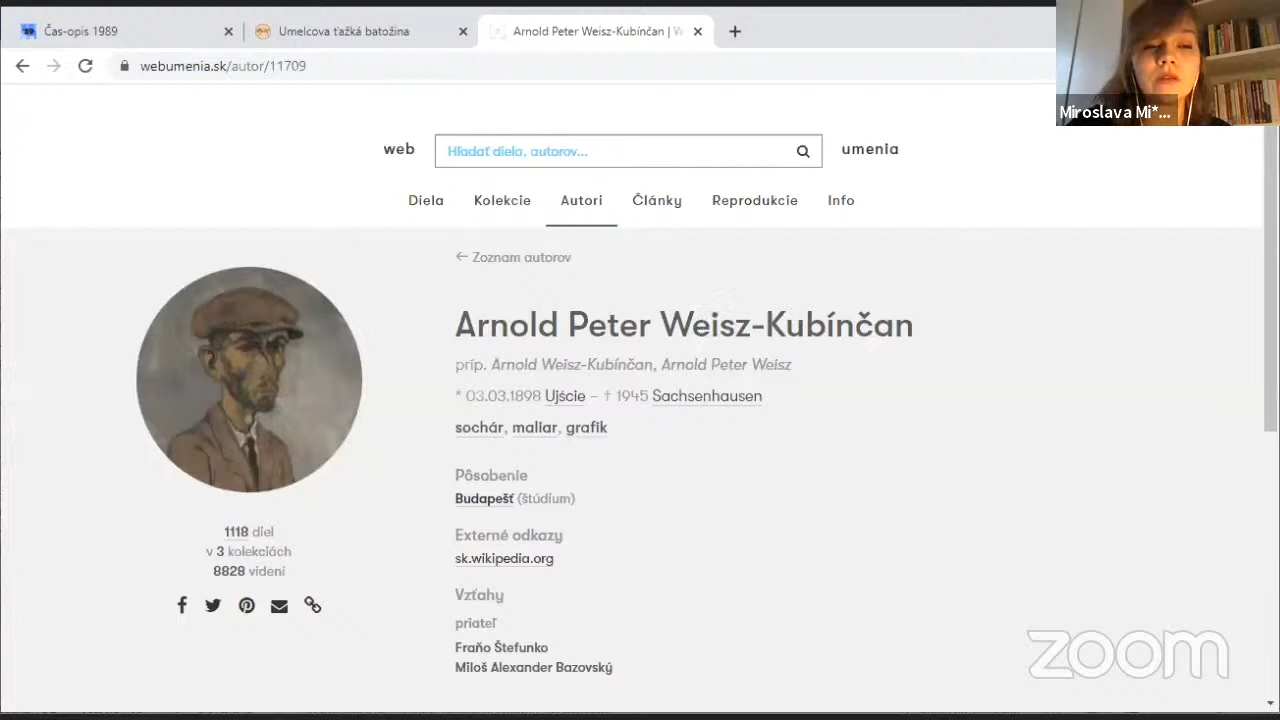 Čas-opis 1989
Umelcova ťažká batožina
Arnold Peter Weisz-Kubínčan | W
webumenia.sk/autor/11709
Miroslava Mi*...
web
Hľadať diela, autorov...
umenia
Diela Kolekcie Autori Články Reprodukcie Info
← Zoznam autorov
Arnold Peter Weisz-Kubínčan
príp. Arnold Weisz-Kubínčan, Arnold Peter Weisz
* 03.03.1898 Ujście – † 1945 Sachsenhausen
sochár, maliar, grafik
Pôsobenie
Budapešť (štúdium)
Externé odkazy
sk.wikipedia.org
Vzťahy
priateľ
Fraňo Štefunko
Miloš Alexander Bazovský
1118 diel
v 3 kolekciách
8828 videní
zoom